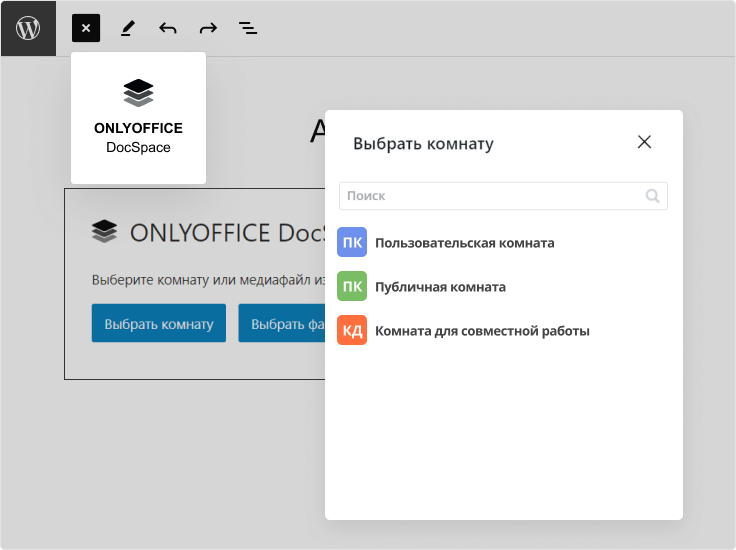 ONLYOFFICE
DocSpace
Выбрать комнату
Поиск
ПК Пользовательская комната
ПК Публичная комната
КД Комната для совместной работы
ONLYOFFICE Doc
Выберите комнату или медиафайл из
Выбрать комнату
Выбрать фа